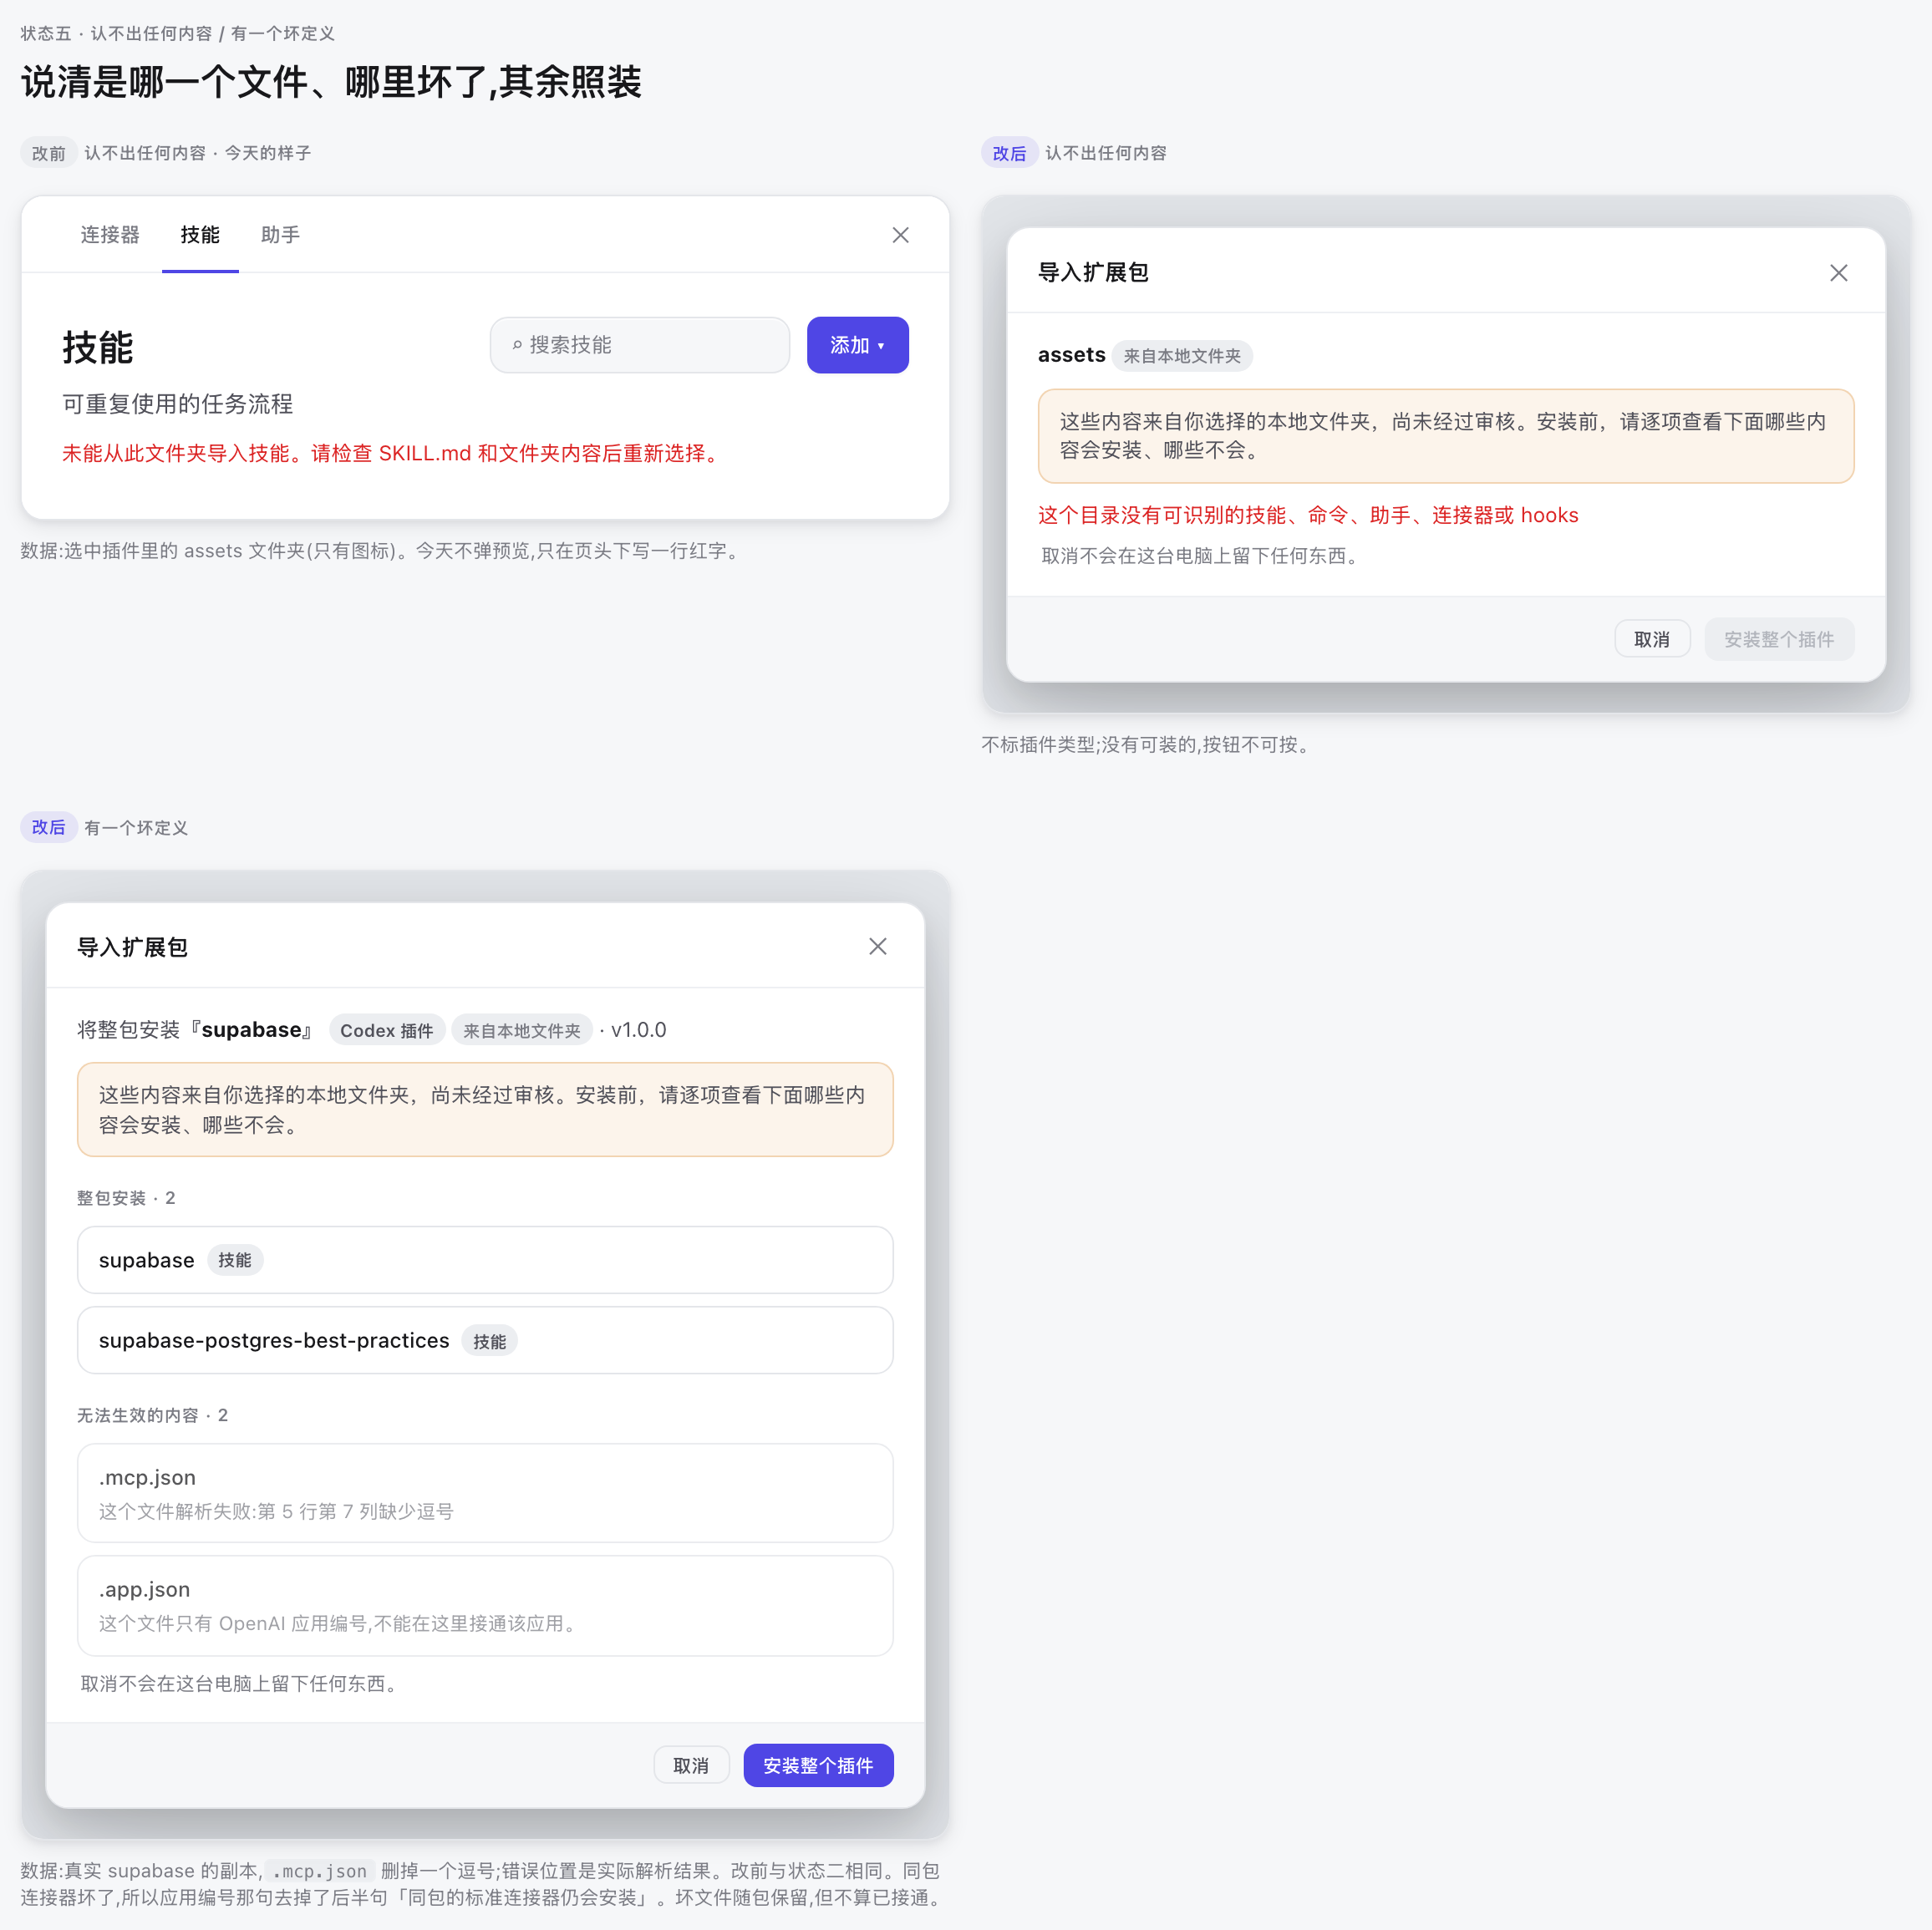 状态五 · 认不出任何内容 / 有一个坏定义
说清是哪一个文件、哪里坏了,其余照装
改前 认不出任何内容 · 今天的样子
连接器 技能 助手
技能
搜索技能
添加 ▾
可重复使用的任务流程
未能从此文件夹导入技能。请检查 SKILL.md 和文件夹内容后重新选择。
数据:选中插件里的 assets 文件夹(只有图标)。今天不弹预览,只在页头下写一行红字。
改后 认不出任何内容
导入扩展包
assets 来自本地文件夹
这些内容来自你选择的本地文件夹，尚未经过审核。安装前，请逐项查看下面哪些内
容会安装、哪些不会。
这个目录没有可识别的技能、命令、助手、连接器或 hooks
取消不会在这台电脑上留下任何东西。
取消 安装整个插件
不标插件类型;没有可装的,按钮不可按。
改后 有一个坏定义
导入扩展包
将整包安装『supabase』 Codex 插件 来自本地文件夹 · v1.0.0
这些内容来自你选择的本地文件夹，尚未经过审核。安装前，请逐项查看下面哪些内
容会安装、哪些不会。
整包安装 · 2
supabase 技能
supabase-postgres-best-practices 技能
无法生效的内容 · 2
.mcp.json
这个文件解析失败:第 5 行第 7 列缺少逗号
.app.json
这个文件只有 OpenAI 应用编号,不能在这里接通该应用。
取消不会在这台电脑上留下任何东西。
取消 安装整个插件
数据:真实 supabase 的副本, .mcp.json 删掉一个逗号;错误位置是实际解析结果。改前与状态二相同。同包
连接器坏了,所以应用编号那句去掉了后半句「同包的标准连接器仍会安装」。坏文件随包保留,但不算已接通。